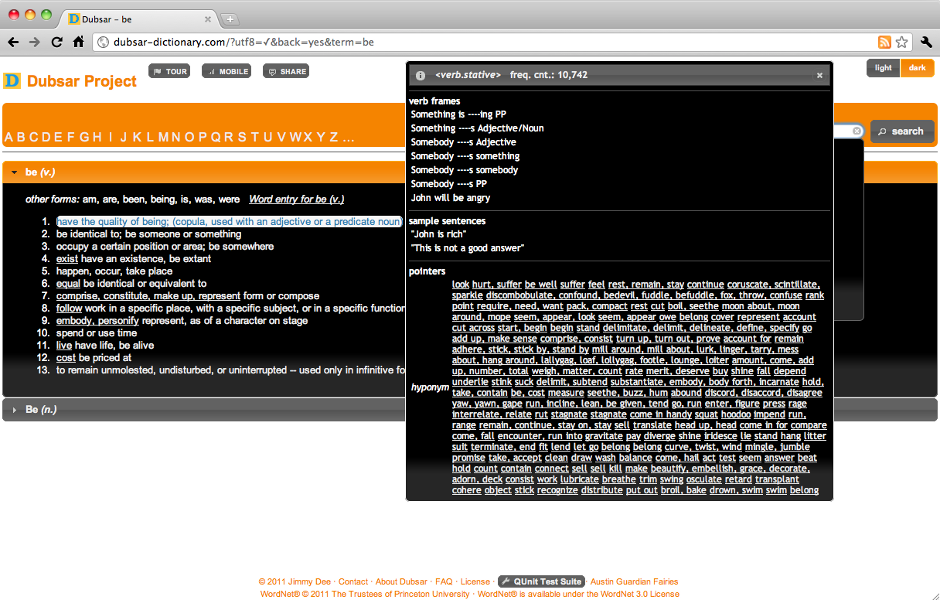 Dubsar – be
dubsar-dictionary.com/?utf8=✓&back=yes&term=be
D Dubsar Project
TOUR MOBILE SHARE
light dark
A B C D E F G H I J K L M N O P Q R S T U V W X Y Z ...
search
be (v.)
other forms: am, are, been, being, is, was, were Word entry for be (v.)
1. have the quality of being; (copula, used with an adjective or a predicate noun)
2. be identical to; be someone or something
3. occupy a certain position or area; be somewhere
4. exist have an existence, be extant
5. happen, occur, take place
6. equal be identical or equivalent to
7. comprise, constitute, make up, represent form or compose
8. follow work in a specific place, with a specific subject, or in a specific function
9. embody, personify represent, as of a character on stage
10. spend or use time
11. live have life, be alive
12. cost be priced at
13. to remain unmolested, undisturbed, or uninterrupted -- used only in infinitive fo
Be (n.)
<verb.stative> freq. cnt.: 10,742
verb frames
Something is ----ing PP
Something ----s Adjective/Noun
Somebody ----s Adjective
Somebody ----s something
Somebody ----s somebody
Somebody ----s PP
John will be angry
sample sentences
"John is rich"
"This is not a good answer"
pointers
hyponym
look hurt, suffer be well suffer feel rest, remain, stay continue coruscate, scintillate,
sparkle discombobulate, confound, bedevil, fuddle, befuddle, fox, throw, confuse rank
point require, need, want pack, compact rest cut boil, seethe moon about, moon
around, mope seem, appear, look seem, appear owe belong cover represent account
cut across start, begin begin stand delimitate, delimit, delineate, define, specify go
add up, make sense comprise, consist turn up, turn out, prove account for remain
adhere, stick, stick by, stand by mill around, mill about, lurk, linger, tarry, mess
about, hang around, lallygag, loaf, lollygag, footle, lounge, loiter amount, come, add
up, number, total weigh, matter, count rate merit, deserve buy shine fall depend
underlie stink suck delimit, subtend substantiate, embody, body forth, incarnate hold,
take, contain be, cost measure seethe, buzz, hum abound discord, disaccord, disagree
yaw, yawn, gape run, incline, lean, be given, tend go, run enter, figure press rage
interrelate, relate rut stagnate stagnate come in handy squat hoodoo impend run,
range remain, continue, stay on, stay sell translate head up, head come in for compare
come, fall encounter, run into gravitate pay diverge shine iridesce lie stand hang litter
suit terminate, end fit lend let go belong belong curve, twist, wind mingle, jumble
promise take, accept clean draw wash balance come, hail act test seem answer beat
hold count contain connect sell sell kill make beautify, embellish, grace, decorate,
adorn, deck consist work lubricate breathe trim swing osculate retard transplant
cohere object stick recognize distribute put out broil, bake drown, swim swim belong
© 2011 Jimmy Dee · Contact · About Dubsar · FAQ · License · QUnit Test Suite Austin Guardian Fairies
WordNet® © 2011 The Trustees of Princeton University · WordNet® is available under the WordNet 3.0 License